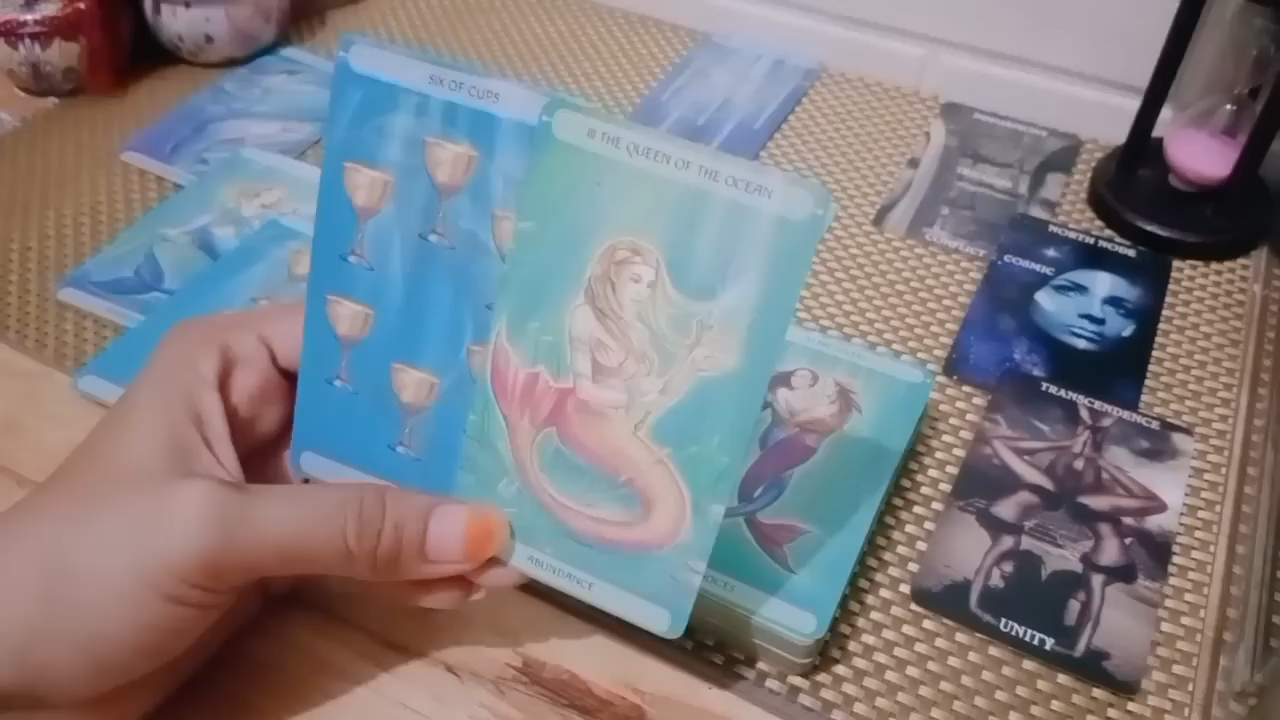 SIX OF CUPS
III THE QUEEN OF THE OCEAN
ABUNDANCE
CONFLICT
NORTH NODE
COSMIC
TRANSCENDENCE
UNITY